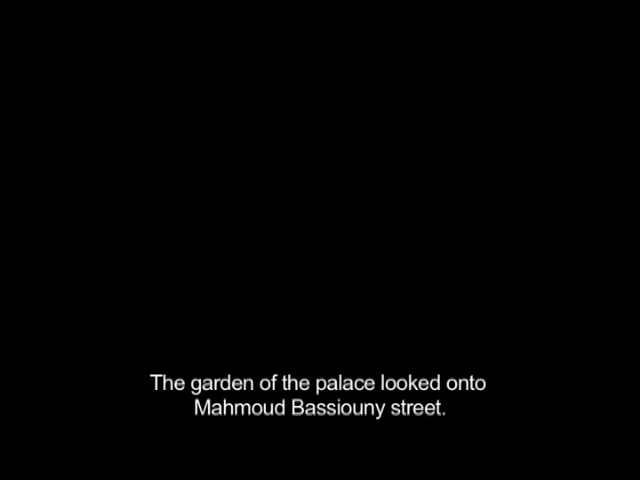 The garden of the palace looked onto
Mahmoud Bassiouny street.